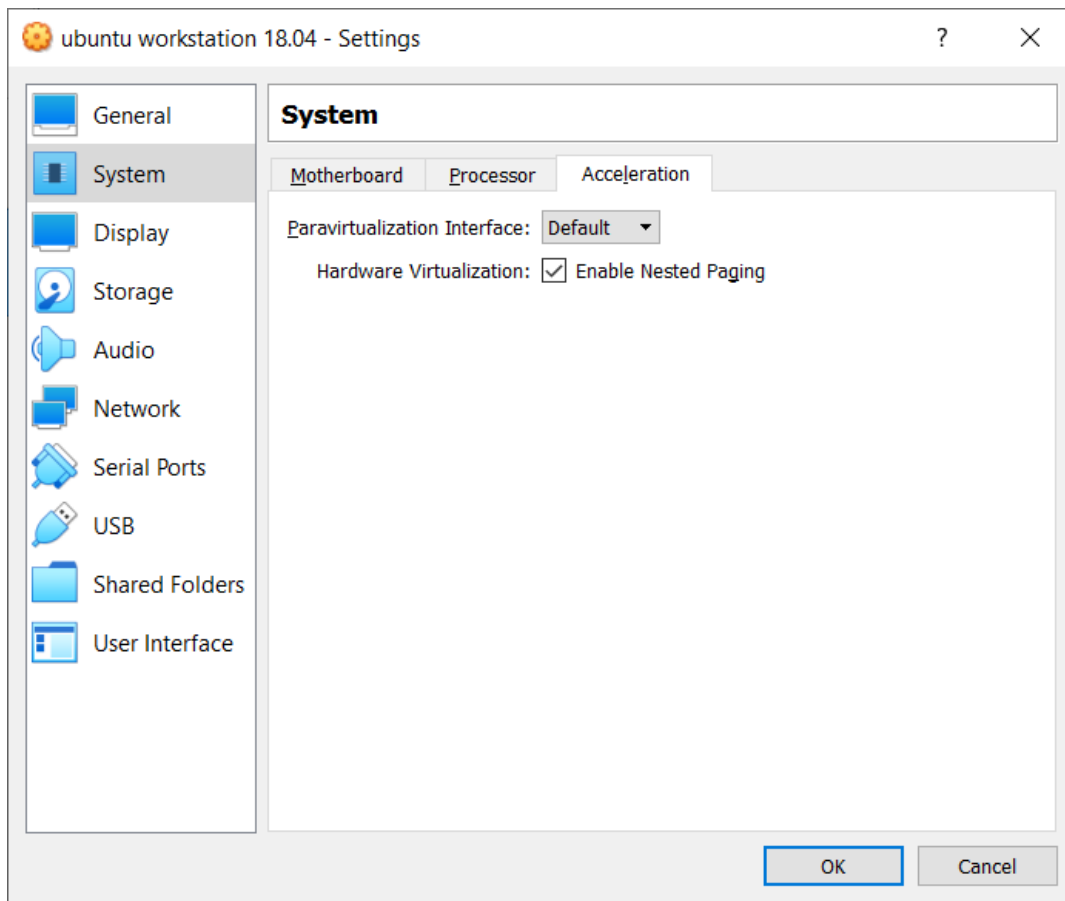 ubuntu workstation 18.04 - Settings ?
General
System
Display
Storage
Audio
Network
Serial Ports
USB
Shared Folders
User Interface
System
Motherboard Processor Acceleration
Paravirtualization Interface: Default
Hardware Virtualization: Enable Nested Paging
OK Cancel